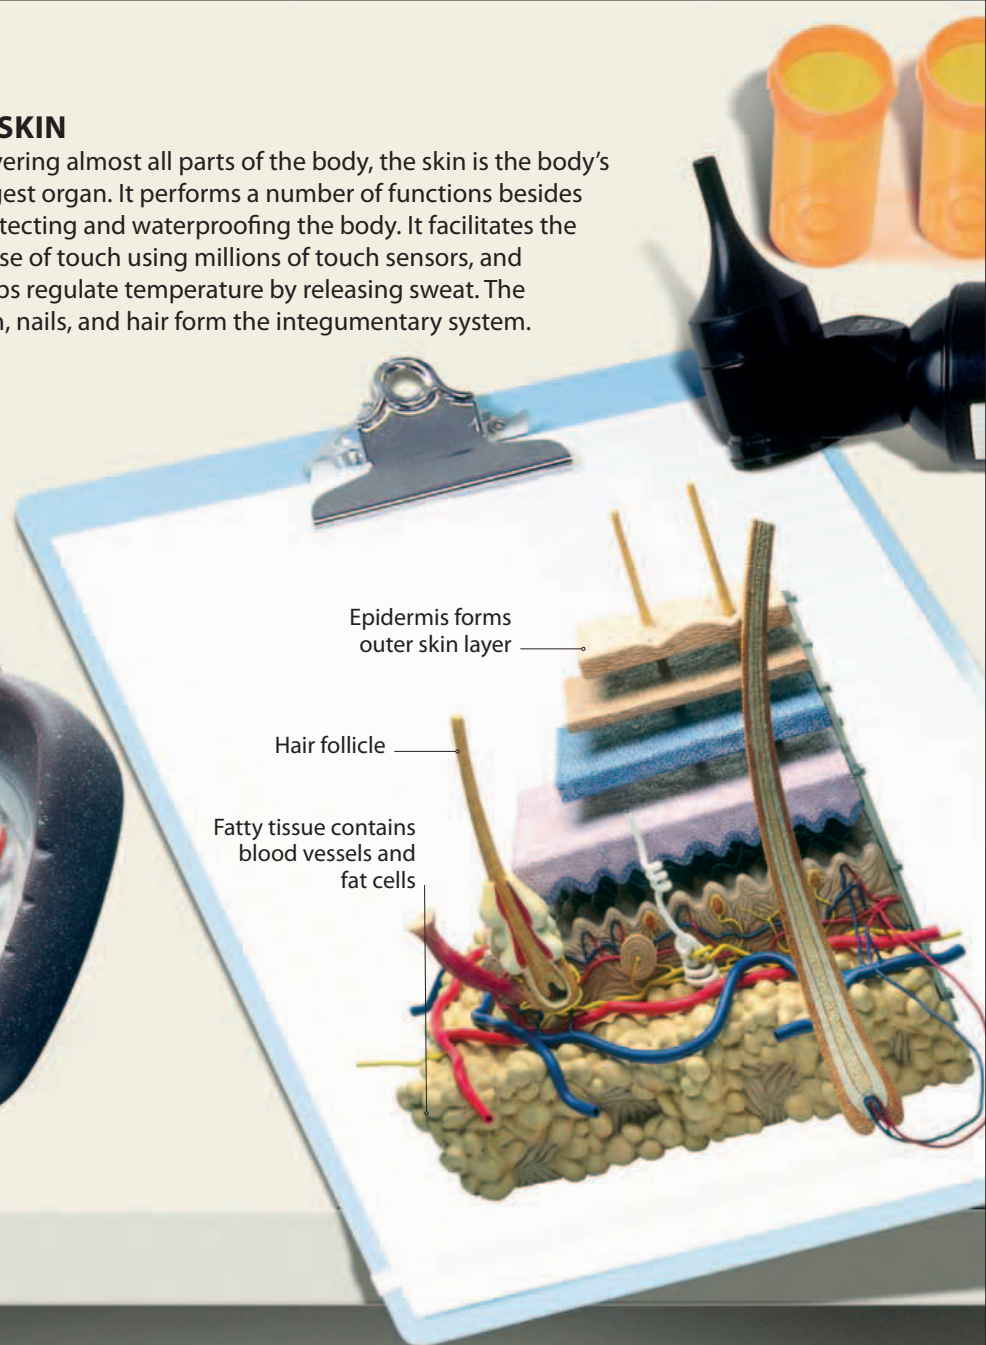 SKIN
vering almost all parts of the body, the skin is the body’s
gest organ. It performs a number of functions besides
tecting and waterproofing the body. It facilitates the
se of touch using millions of touch sensors, and
ps regulate temperature by releasing sweat. The
n, nails, and hair form the integumentary system.
Epidermis forms
outer skin layer
Hair follicle
Fatty tissue contains
blood vessels and
fat cells